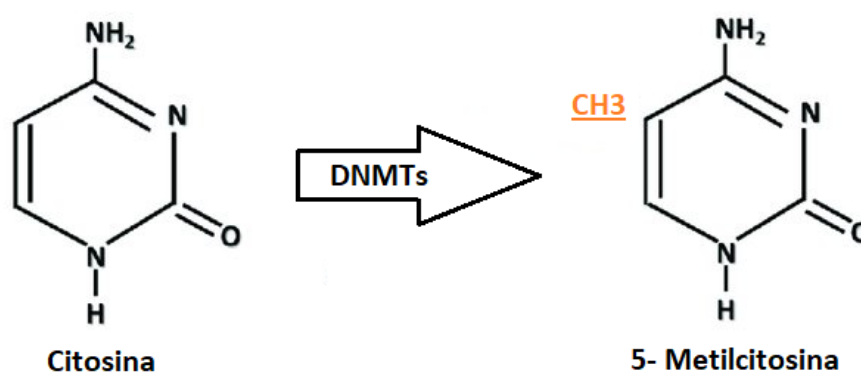 NH₂
N
O
N
H
Citosina
DNMTs
CH3
NH₂
N
O
N
H
5- Metilcitosina